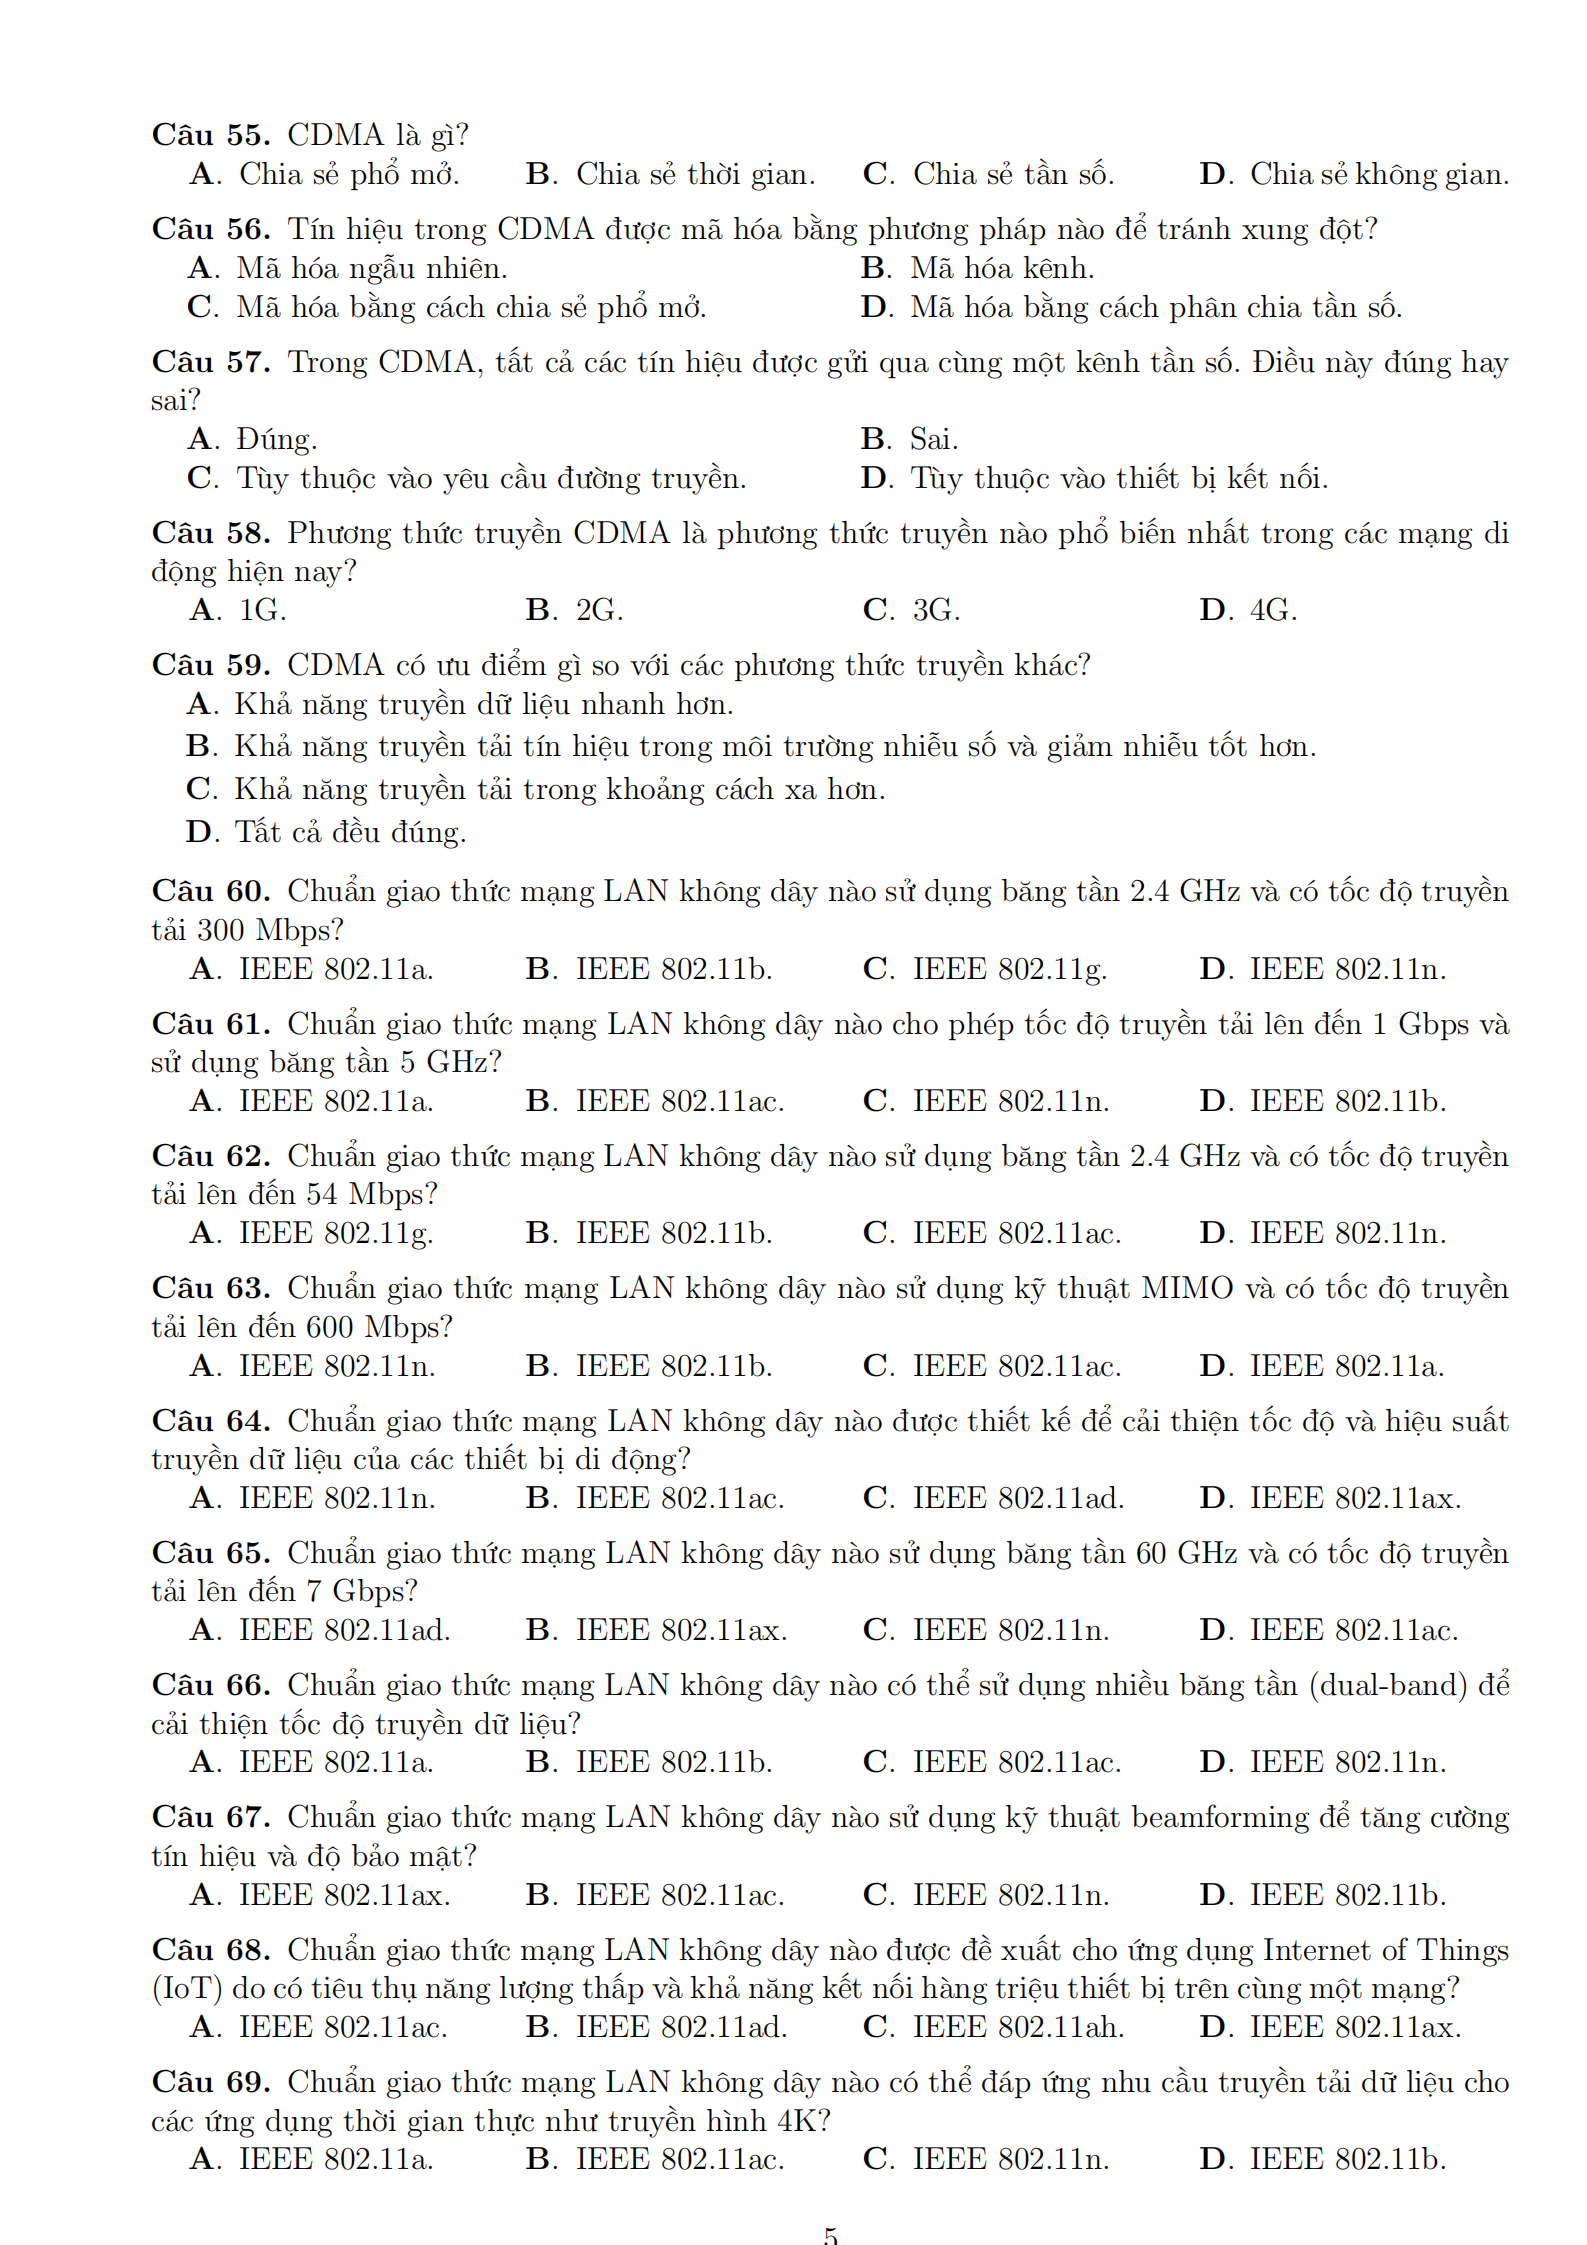 Câu 55. CDMA là gì?
A. Chia sẻ phổ mở. B. Chia sẻ thời gian. C. Chia sẻ tần số. D. Chia sẻ không gian.
Câu 56. Tín hiệu trong CDMA được mã hóa bằng phương pháp nào để tránh xung đột?
A. Mã hóa ngẫu nhiên. B. Mã hóa kênh.
C. Mã hóa bằng cách chia sẻ phổ mở. D. Mã hóa bằng cách phân chia tần số.
Câu 57. Trong CDMA, tất cả các tín hiệu được gửi qua cùng một kênh tần số. Điều này đúng hay
sai?
A. Đúng. B. Sai.
C. Tùy thuộc vào yêu cầu đường truyền. D. Tùy thuộc vào thiết bị kết nối.
Câu 58. Phương thức truyền CDMA là phương thức truyền nào phổ biến nhất trong các mạng di
động hiện nay?
A. 1G. B. 2G. C. 3G. D. 4G.
Câu 59. CDMA có ưu điểm gì so với các phương thức truyền khác?
A. Khả năng truyền dữ liệu nhanh hơn.
B. Khả năng truyền tải tín hiệu trong môi trường nhiễu số và giảm nhiễu tốt hơn.
C. Khả năng truyền tải trong khoảng cách xa hơn.
D. Tất cả đều đúng.
Câu 60. Chuẩn giao thức mạng LAN không dây nào sử dụng băng tần 2.4 GHz và có tốc độ truyền
tải 300 Mbps?
A. IEEE 802.11a. B. IEEE 802.11b. C. IEEE 802.11g. D. IEEE 802.11n.
Câu 61. Chuẩn giao thức mạng LAN không dây nào cho phép tốc độ truyền tải lên đến 1 Gbps và
sử dụng băng tần 5 GHz?
A. IEEE 802.11a. B. IEEE 802.11ac. C. IEEE 802.11n. D. IEEE 802.11b.
Câu 62. Chuẩn giao thức mạng LAN không dây nào sử dụng băng tần 2.4 GHz và có tốc độ truyền
tải lên đến 54 Mbps?
A. IEEE 802.11g. B. IEEE 802.11b. C. IEEE 802.11ac. D. IEEE 802.11n.
Câu 63. Chuẩn giao thức mạng LAN không dây nào sử dụng kỹ thuật MIMO và có tốc độ truyền
tải lên đến 600 Mbps?
A. IEEE 802.11n. B. IEEE 802.11b. C. IEEE 802.11ac. D. IEEE 802.11a.
Câu 64. Chuẩn giao thức mạng LAN không dây nào được thiết kế để cải thiện tốc độ và hiệu suất
truyền dữ liệu của các thiết bị di động?
A. IEEE 802.11n. B. IEEE 802.11ac. C. IEEE 802.11ad. D. IEEE 802.11ax.
Câu 65. Chuẩn giao thức mạng LAN không dây nào sử dụng băng tần 60 GHz và có tốc độ truyền
tải lên đến 7 Gbps?
A. IEEE 802.11ad. B. IEEE 802.11ax. C. IEEE 802.11n. D. IEEE 802.11ac.
Câu 66. Chuẩn giao thức mạng LAN không dây nào có thể sử dụng nhiều băng tần (dual-band) để
cải thiện tốc độ truyền dữ liệu?
A. IEEE 802.11a. B. IEEE 802.11b. C. IEEE 802.11ac. D. IEEE 802.11n.
Câu 67. Chuẩn giao thức mạng LAN không dây nào sử dụng kỹ thuật beamforming để tăng cường
tín hiệu và độ bảo mật?
A. IEEE 802.11ax. B. IEEE 802.11ac. C. IEEE 802.11n. D. IEEE 802.11b.
Câu 68. Chuẩn giao thức mạng LAN không dây nào được đề xuất cho ứng dụng Internet of Things
(IoT) do có tiêu thụ năng lượng thấp và khả năng kết nối hàng triệu thiết bị trên cùng một mạng?
A. IEEE 802.11ac. B. IEEE 802.11ad. C. IEEE 802.11ah. D. IEEE 802.11ax.
Câu 69. Chuẩn giao thức mạng LAN không dây nào có thể đáp ứng nhu cầu truyền tải dữ liệu cho
các ứng dụng thời gian thực như truyền hình 4K?
A. IEEE 802.11a. B. IEEE 802.11ac. C. IEEE 802.11n. D. IEEE 802.11b.
5